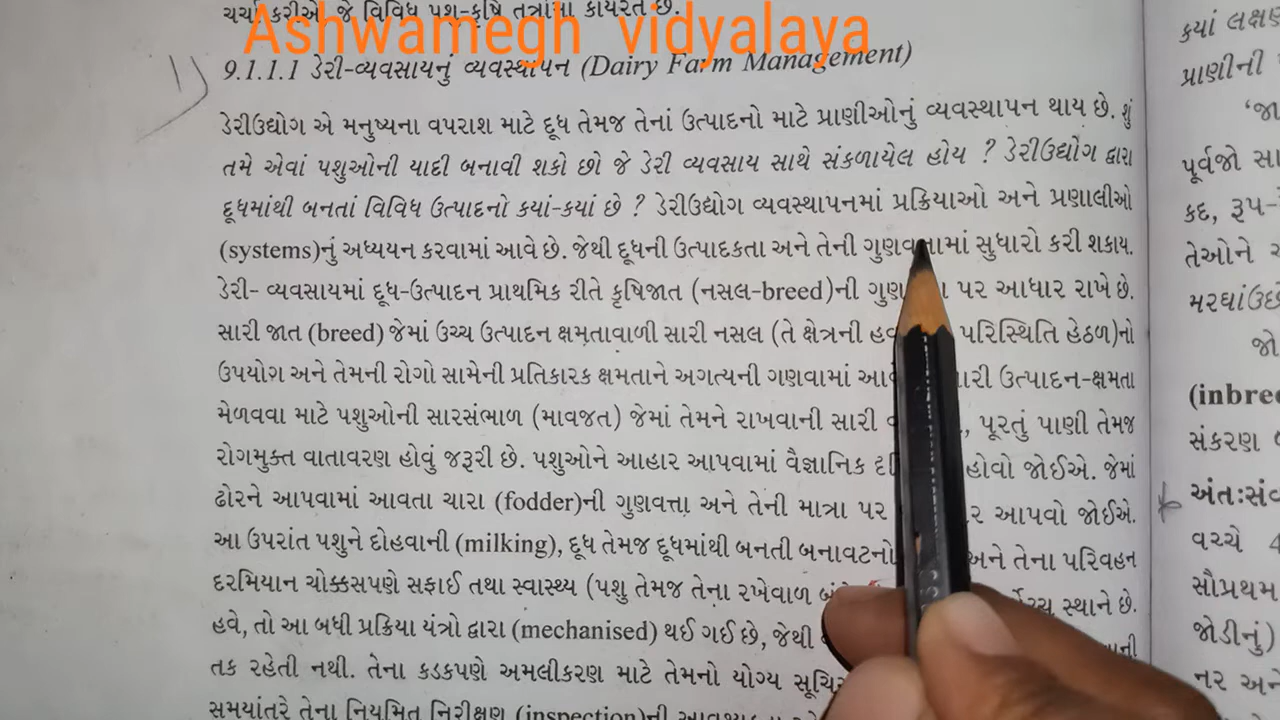 ચર્ચા કરીએ જે વિવિધ પશુ-કૃષિ તંત્રોના કાર્યરત છે.
Ashwamegh vidyalaya
9.1.1.1 ડેરી-વ્યવસાયનું વ્યવસ્થાપન (Dairy Farm Management)
ડેરીઉદ્યોગ એ મનુષ્યના વપરાશ માટે દૂધ તેમજ તેનાં ઉત્પાદનો માટે પ્રાણીઓનું વ્યવસ્થાપન થાય છે. શું
તમે એવાં પશુઓની યાદી બનાવી શકો છો જે ડેરી વ્યવસાય સાથે સંકળાયેલ હોય ? ડેરીઉદ્યોગ દ્વારા
દૂધમાંથી બનતાં વિવિધ ઉત્પાદનો કયાં-કયાં છે ? ડેરીઉદ્યોગ વ્યવસ્થાપનમાં પ્રક્રિયાઓ અને પ્રણાલીઓ
(systems)નું અધ્યયન કરવામાં આવે છે. જેથી દૂધની ઉત્પાદકતા અને તેની ગુણવત્તામાં સુધારો કરી શકાય.
ડેરી- વ્યવસાયમાં દૂધ-ઉત્પાદન પ્રાથમિક રીતે કૃષિજાત (નસલ-breed)ની પર આધાર રાખે છે.
સારી જાત (breed) જેમાં ઉચ્ચ ઉત્પાદન ક્ષમતાવાળી સારી નસલ (તે ક્ષેત્રની પરિસ્થિતિ હેઠળ)નો
ઉપયોગ અને તેમની રોગો સામેની પ્રતિકારક ક્ષમતાને અગત્યની ગણવામાં ઉત્પાદન-ક્ષમતા
મેળવવા માટે પશુઓની સારસંભાળ (માવજત) જેમાં તેમને રાખવાની સારી પૂરતું પાણી તેમજ
રોગમુક્ત વાતાવરણ હોવું જરૂરી છે. પશુઓને આહાર આપવામાં વૈજ્ઞાનિક હોવો જોઈએ. જેમાં
ઢોરને આપવામાં આવતા ચારા (fodder)ની ગુણવત્તા અને તેની માત્રા પર આપવો જોઈએ.
આ ઉપરાંત પશુને દોહવાની (milking), દૂધ તેમજ દૂધમાંથી બનતી બનાવટનો અને તેના પરિવહન
દરમિયાન ચોક્કસપણે સફાઈ તથા સ્વાસ્થ્ય (પશુ તેમજ તેના રખેવાળ સ્થાને છે.
હવે, તો આ બધી પ્રક્રિયા યંત્રો દ્વારા (mechanised) થઈ ગઈ છે, જેથી
તક રહેતી નથી. તેના કડકપણે અમલીકરણ માટે તેમનો યોગ્ય
સમયાંતરે તેના નિયમિત નિરીક્ષણ (inspection)ની
કયાં
પ્રાણીની
પૂર્વજો
કદ,
તેઓને
જો
સંકરણ
વચ્ચે
સૌપ્રથમ
જોડીનું)
નર અને